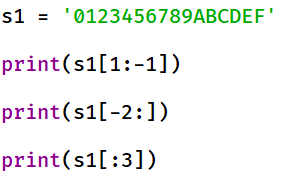 s1 = '0123456789ABCDEF'
print(s1[1:-1])
print(s1[-2:])
print(s1[:3])